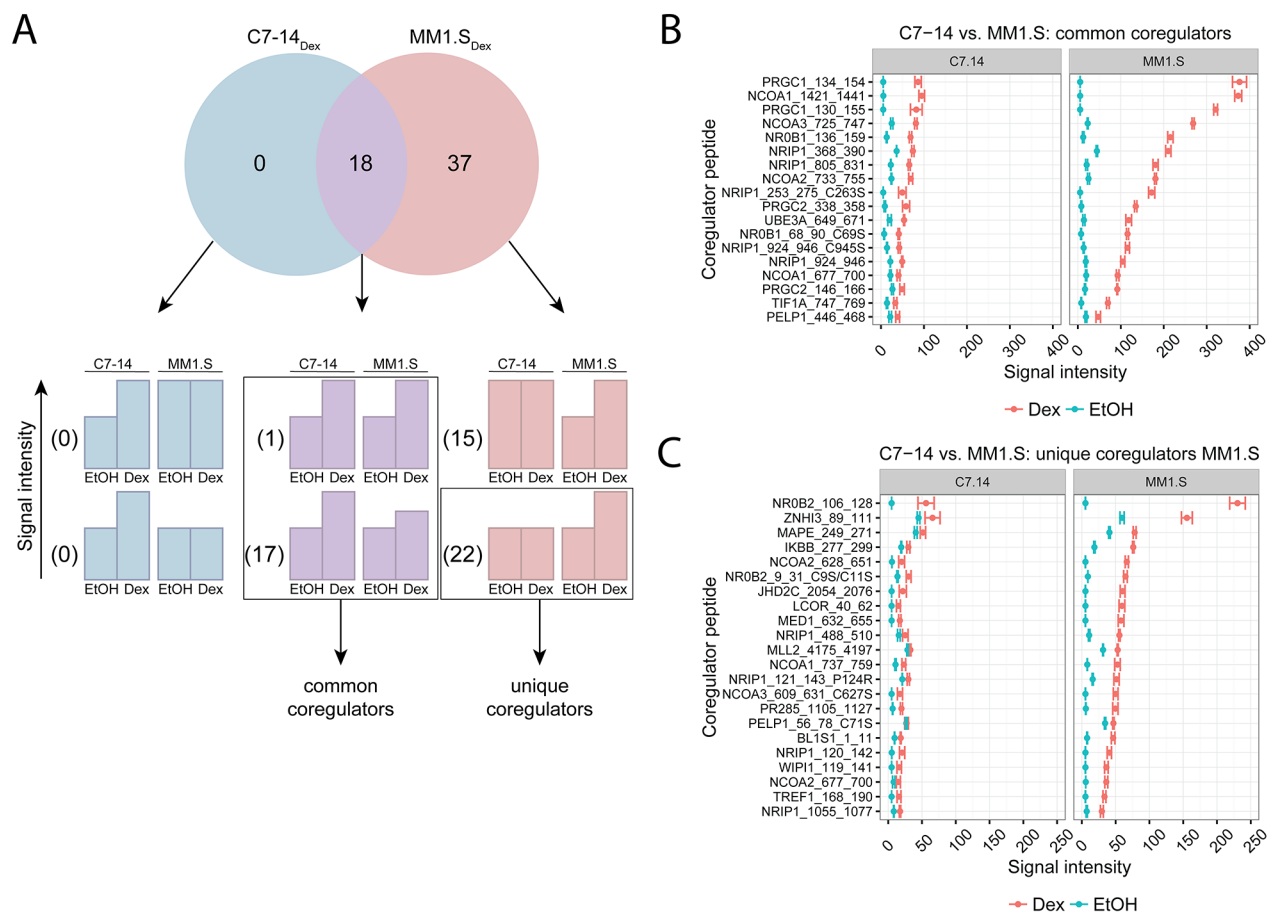 A
C7-14Dex
MM1.SDex
0
18
37
C7-14 MM1.S
C7-14 MM1.S
C7-14 MM1.S
Signal intensity
(0)
(1)
(15)
EtOH Dex EtOH Dex
EtOH Dex EtOH Dex
EtOH Dex EtOH Dex
(0)
(17)
(22)
EtOH Dex EtOH Dex
EtOH Dex EtOH Dex
EtOH Dex EtOH Dex
common
coregulators
unique
coregulators
B
C7−14 vs. MM1.S: common coregulators
C7.14
MM1.S
Coregulator peptide
PRGC1_134_154
NCOA1_1421_1441
PRGC1_130_155
NCOA3_725_747
NR0B1_136_159
NRIP1_368_390
NRIP1_805_831
NCOA2_733_755
NRIP1_253_275_C263S
PRGC2_338_358
UBE3A_649_671
NR0B1_68_90_C69S
NRIP1_924_946_C945S
NRIP1_924_946
NCOA1_677_700
PRGC2_146_166
TIF1A_747_769
PELP1_446_468
0 100 200 300 400
0 100 200 300 400
Signal intensity
Dex EtOH
C
C7−14 vs. MM1.S: unique coregulators MM1.S
C7.14
MM1.S
Coregulator peptide
NR0B2_106_128
ZNHI3_89_111
MAPE_249_271
IKBB_277_299
NCOA2_628_651
NR0B2_9_31_C9S/C11S
JHD2C_2054_2076
LCOR_40_62
MED1_632_655
NRIP1_488_510
MLL2_4175_4197
NCOA1_737_759
NRIP1_121_143_P124R
NCOA3_609_631_C627S
PR285_1105_1127
PELP1_56_78_C71S
BL1S1_1_11
NRIP1_120_142
WIPI1_119_141
NCOA2_677_700
TREF1_168_190
NRIP1_1055_1077
0 50 100 150 200 250
0 50 100 150 200 250
Signal intensity
Dex EtOH